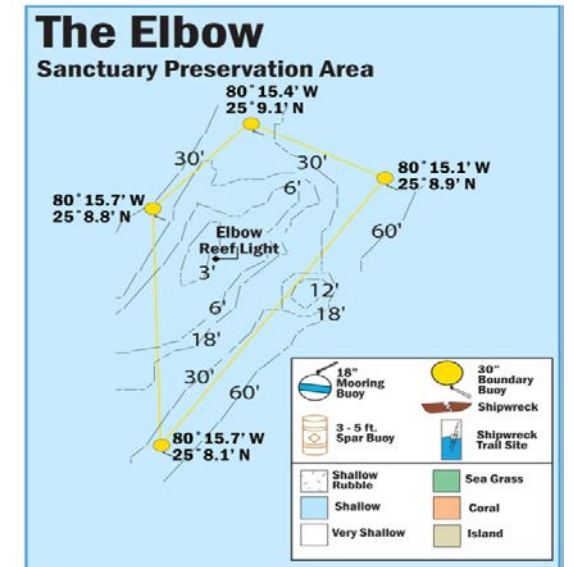 The Elbow
Sanctuary Preservation Area
80° 15.4' W
25° 9.1' N
30'
30'
80° 15.1' W
25° 8.9' N
6'
80° 15.7' W
25° 8.8' N
60'
Elbow
Reef Light
3'
12'
6'
18'
18'
30'
60'
80° 15.7' W
25° 8.1' N
18"
Mooring
Buoy
30"
Boundary
Buoy
Shipwreck
3 - 5 ft.
Spar Buoy
Shipwreck
Trail Site
Shallow
Rubble
Sea Grass
Shallow
Coral
Very Shallow
Island